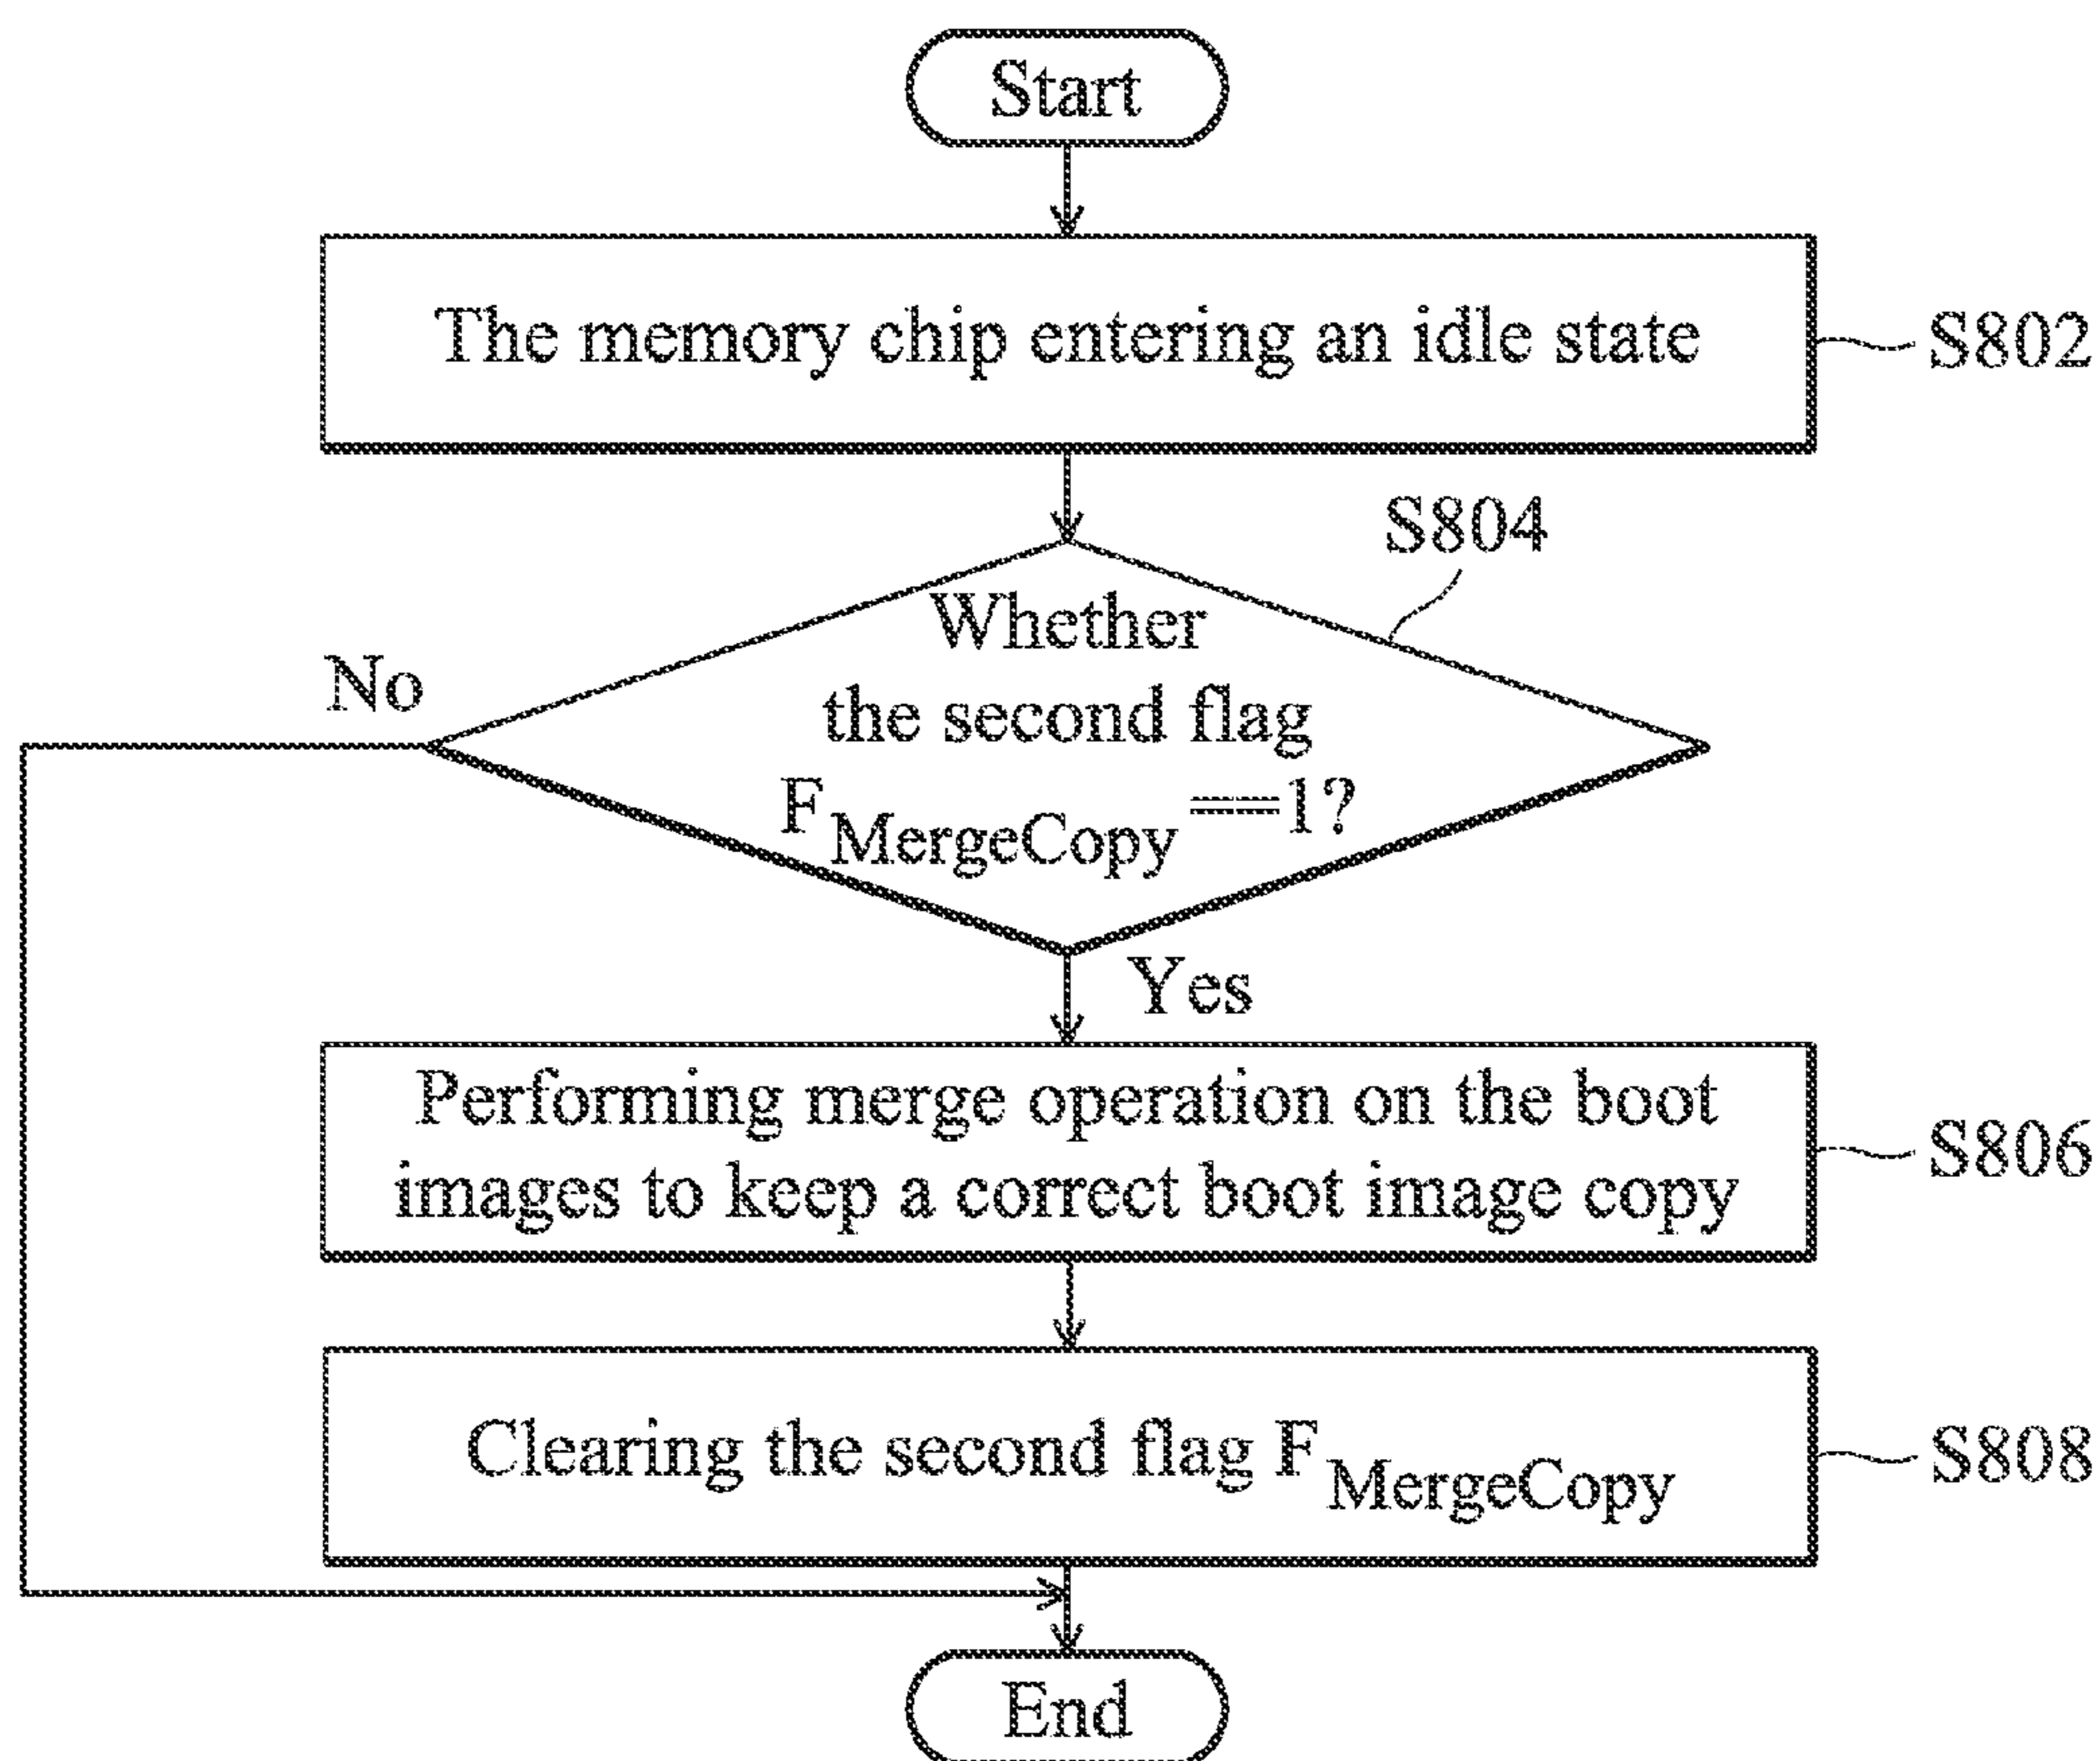 Start
The memory chip entering an idle state
S802
S804
Whether
the second flag
F MergeCopy ==1?
No
Yes
Performing merge operation on the boot
images to keep a correct boot image copy
S806
Clearing the second flag F MergeCopy
S808
End